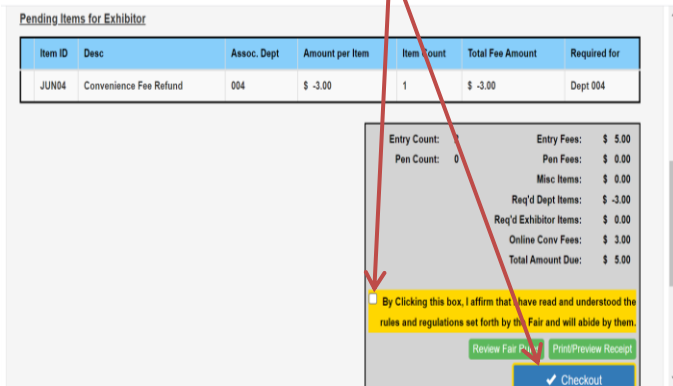 Pending Items for Exhibitor
Item ID Desc Assoc. Dept Amount per Item Item Count Total Fee Amount Required for
JUN04 Convenience Fee Refund 004 $ -3.00 1 $ -3.00 Dept 004
Entry Count: Entry Fees: $ 5.00
Pen Count: 0 Pen Fees: $ 0.00
Misc Items: $ 0.00
Req'd Dept Items: $ -3.00
Req'd Exhibitor Items: $ 0.00
Online Conv Fees: $ 3.00
Total Amount Due: $ 5.00
By Clicking this box, I affirm that I have read and understood the
rules and regulations set forth by the Fair and will abide by them.
Review Fair Print/Preview Receipt
Checkout